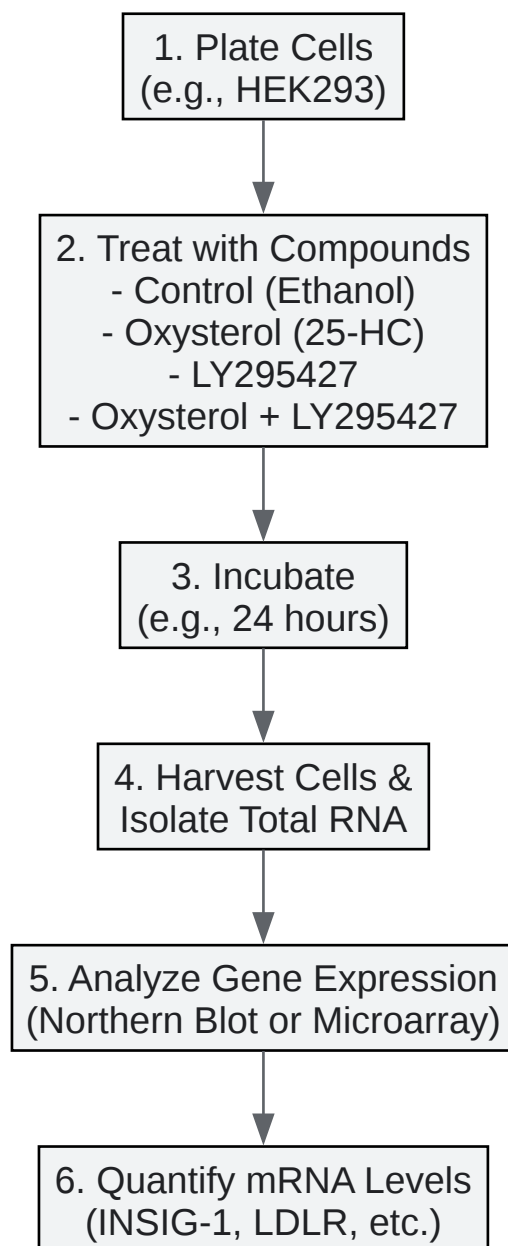 1. Plate Cells
(e.g., HEK293)
2. Treat with Compounds
- Control (Ethanol)
- Oxysterol (25-HC)
- LY295427
- Oxysterol + LY295427
3. Incubate
(e.g., 24 hours)
4. Harvest Cells &
Isolate Total RNA
5. Analyze Gene Expression
(Northern Blot or Microarray)
6. Quantify mRNA Levels
(INSIG-1, LDLR, etc.)